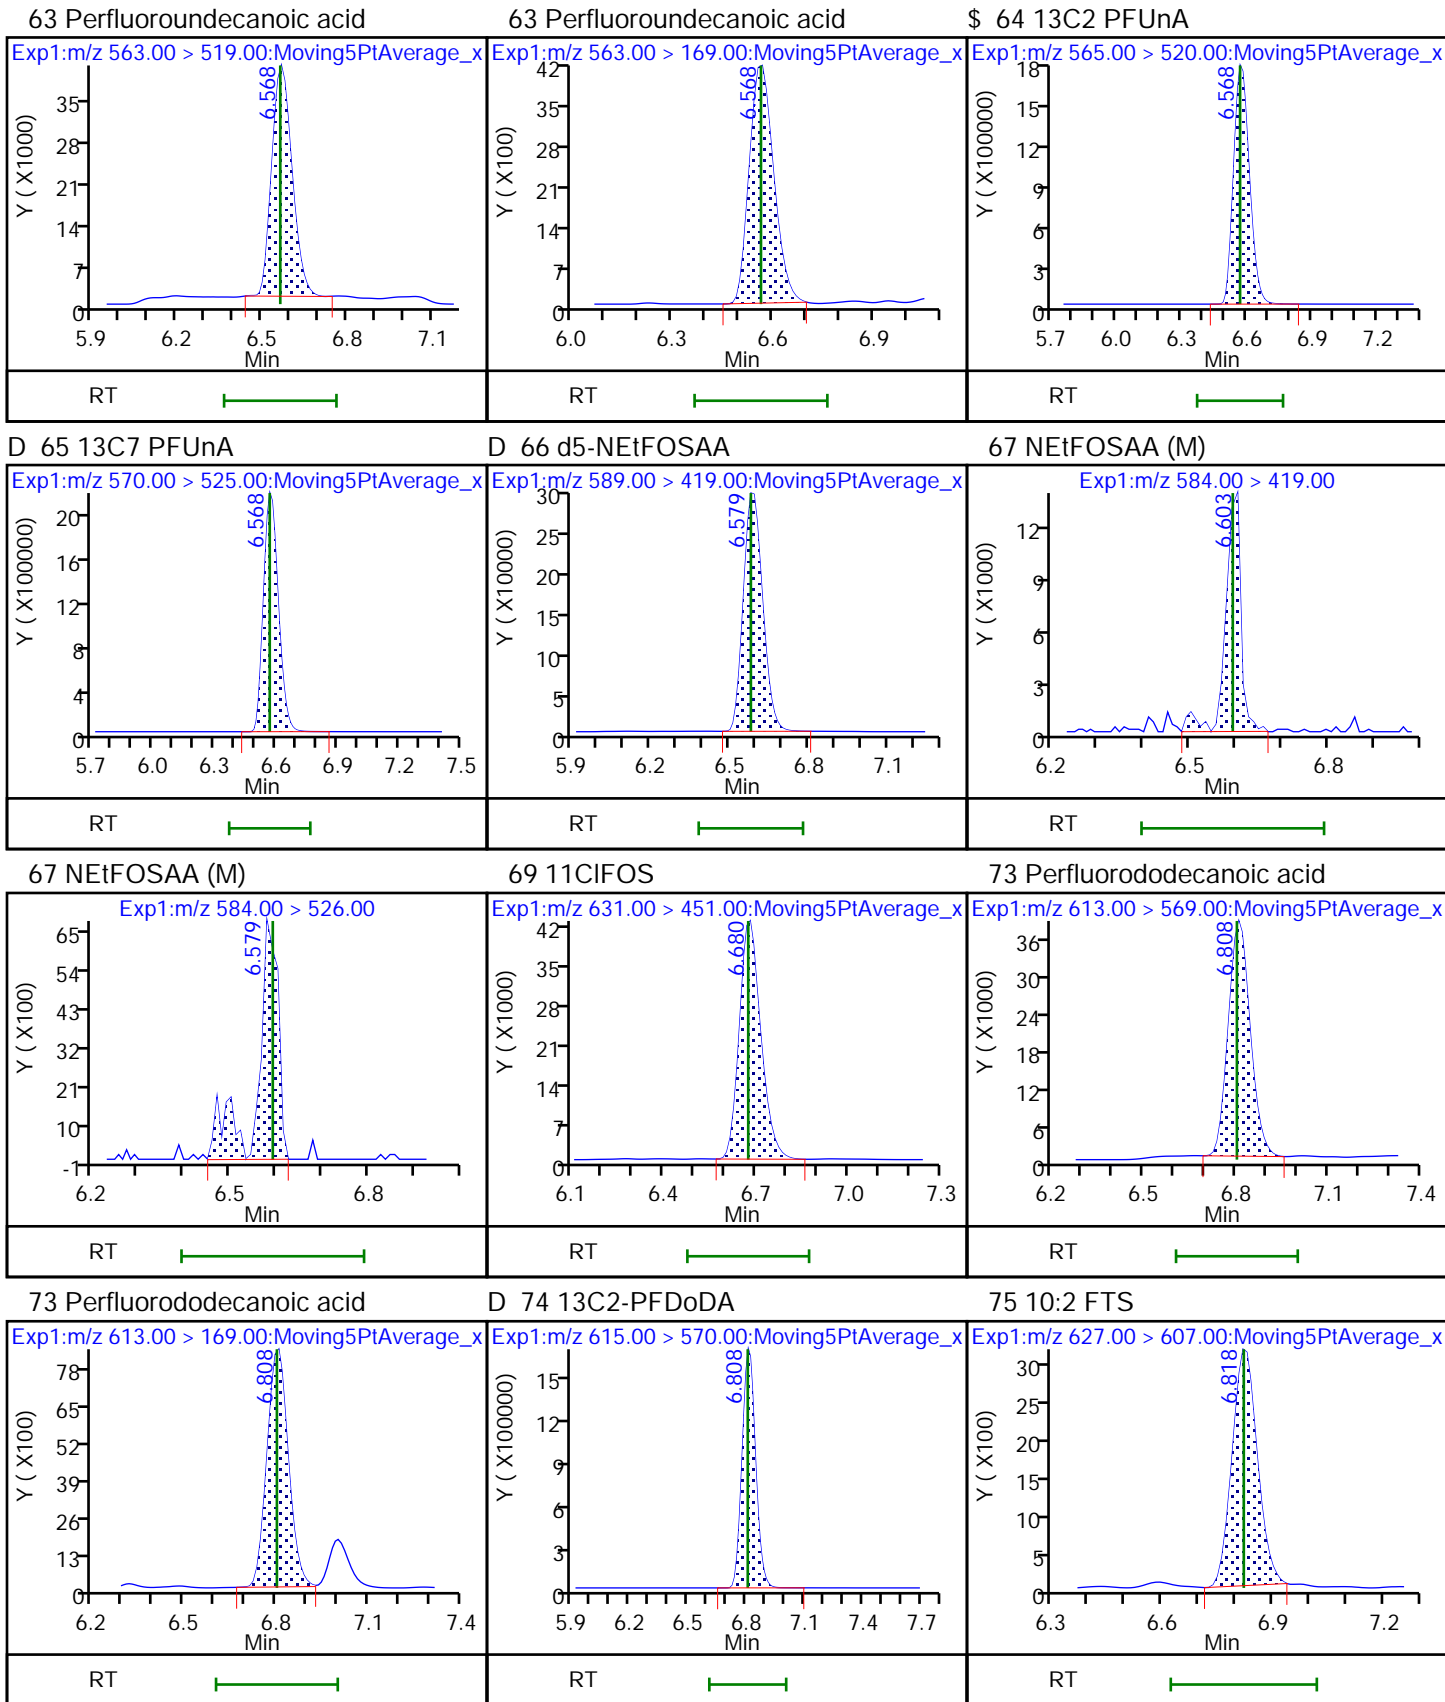 63 Perfluoroundecanoic acid
Exp1:m/z 563.00 > 519.00:Moving5PtAverage_x
6.568
Y ( X1000)
35
28
21
14
7
0
5.9 6.2 6.5 6.8 7.1
Min
RT
63 Perfluoroundecanoic acid
Exp1:m/z 563.00 > 169.00:Moving5PtAverage_x
6.568
Y ( X100)
42
35
28
21
14
7
0
6.0 6.3 6.6 6.9
Min
RT
$ 64 13C2 PFUnA
Exp1:m/z 565.00 > 520.00:Moving5PtAverage_x
6.568
Y ( X100000)
18
15
12
9
6
3
0
5.7 6.0 6.3 6.6 6.9 7.2
Min
RT
D 65 13C7 PFUnA
Exp1:m/z 570.00 > 525.00:Moving5PtAverage_x
6.568
Y ( X100000)
20
16
12
8
4
0
5.7 6.0 6.3 6.6 6.9 7.2 7.5
Min
RT
D 66 d5-NEtFOSAA
Exp1:m/z 589.00 > 419.00:Moving5PtAverage_x
6.579
Y ( X10000)
30
25
20
15
10
5
0
5.9 6.2 6.5 6.8 7.1
Min
RT
67 NEtFOSAA (M)
Exp1:m/z 584.00 > 419.00
6.603
Y ( X1000)
12
9
6
3
0
6.2 6.5 6.8
Min
RT
67 NEtFOSAA (M)
Exp1:m/z 584.00 > 526.00
6.579
Y ( X100)
65
54
43
32
21
10
-1
6.2 6.5 6.8
Min
RT
69 11ClFOS
Exp1:m/z 631.00 > 451.00:Moving5PtAverage_x
6.680
Y ( X1000)
42
35
28
21
14
7
0
6.1 6.4 6.7 7.0 7.3
Min
RT
73 Perfluorododecanoic acid
Exp1:m/z 613.00 > 569.00:Moving5PtAverage_x
6.808
Y ( X1000)
36
30
24
18
12
6
0
6.2 6.5 6.8 7.1 7.4
Min
RT
73 Perfluorododecanoic acid
Exp1:m/z 613.00 > 169.00:Moving5PtAverage_x
6.808
Y ( X100)
78
65
52
39
26
13
0
6.2 6.5 6.8 7.1 7.4
Min
RT
D 74 13C2-PFDoDA
Exp1:m/z 615.00 > 570.00:Moving5PtAverage_x
6.808
Y ( X100000)
15
12
9
6
3
0
5.9 6.2 6.5 6.8 7.1 7.4 7.7
Min
RT
75 10:2 FTS
Exp1:m/z 627.00 > 607.00:Moving5PtAverage_x
6.818
Y ( X100)
30
25
20
15
10
5
0
6.3 6.6 6.9 7.2
Min
RT